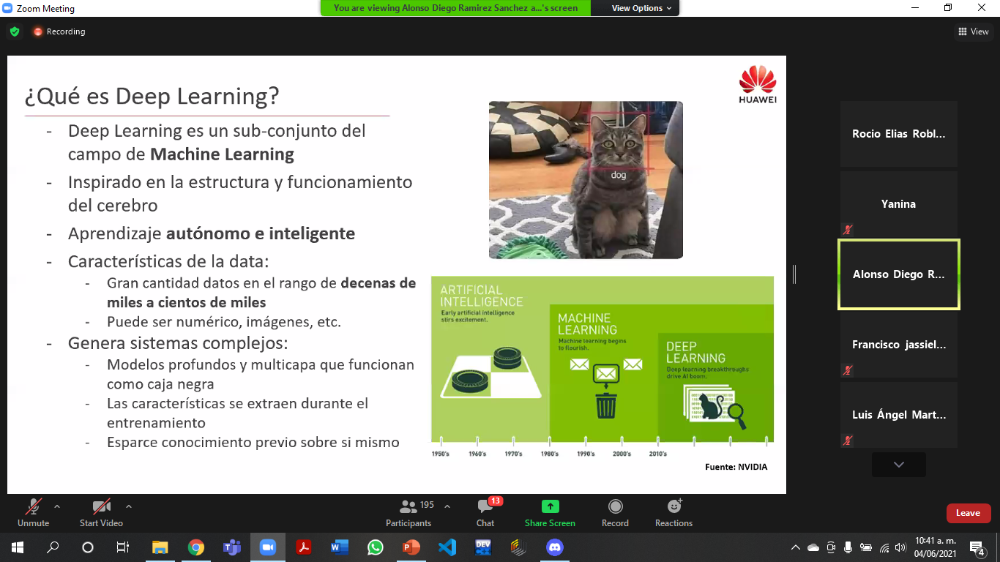 Zoom Meeting
You are viewing Alonso Diego Ramirez Sanchez a...'s screen
View Options
Recording
View
¿Qué es Deep Learning?
HUAWEI
- Deep Learning es un sub-conjunto del
campo de Machine Learning
- Inspirado en la estructura y funcionamiento
del cerebro
- Aprendizaje autónomo e inteligente
- Características de la data:
- Gran cantidad datos en el rango de decenas de
miles a cientos de miles
- Puede ser numérico, imágenes, etc.
- Genera sistemas complejos:
- Modelos profundos y multicapa que funcionan
como caja negra
- Las características se extraen durante el
entrenamiento
- Esparce conocimiento previo sobre si mismo
dog
ARTIFICIAL
INTELLIGENCE
Early artificial intelligence
stirs excitement.
MACHINE
LEARNING
Machine learning begins
to flourish.
DEEP
LEARNING
Deep learning breakthroughs
drive AI boom.
1950's 1960's 1970's 1980's 1990's 2000's 2010's
Fuente: NVIDIA
Rocio Elias Robl...
Yanina
Alonso Diego R...
Francisco jassiel...
Luis Ángel Mart...
Unmute
Start Video
195
Participants
13
Chat
Share Screen
Record
Reactions
Leave
DEV
10:41 a. m.
04/06/2021
4